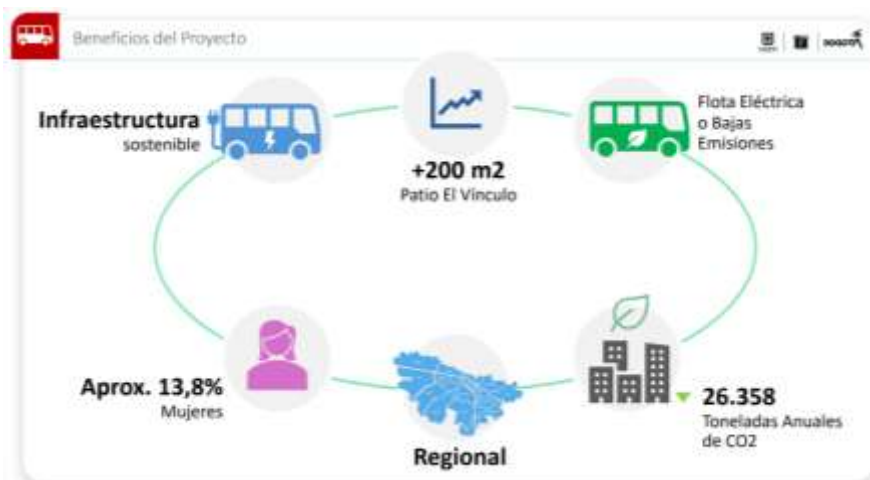 Beneficios del Proyecto
BOGOTÁ
Infraestructura
sostenible
+200 m2
Patio El Vínculo
Flota Eléctrica
o Bajas
Emisiones
Aprox. 13,8%
Mujeres
Regional
26.358
Toneladas Anuales
de CO2